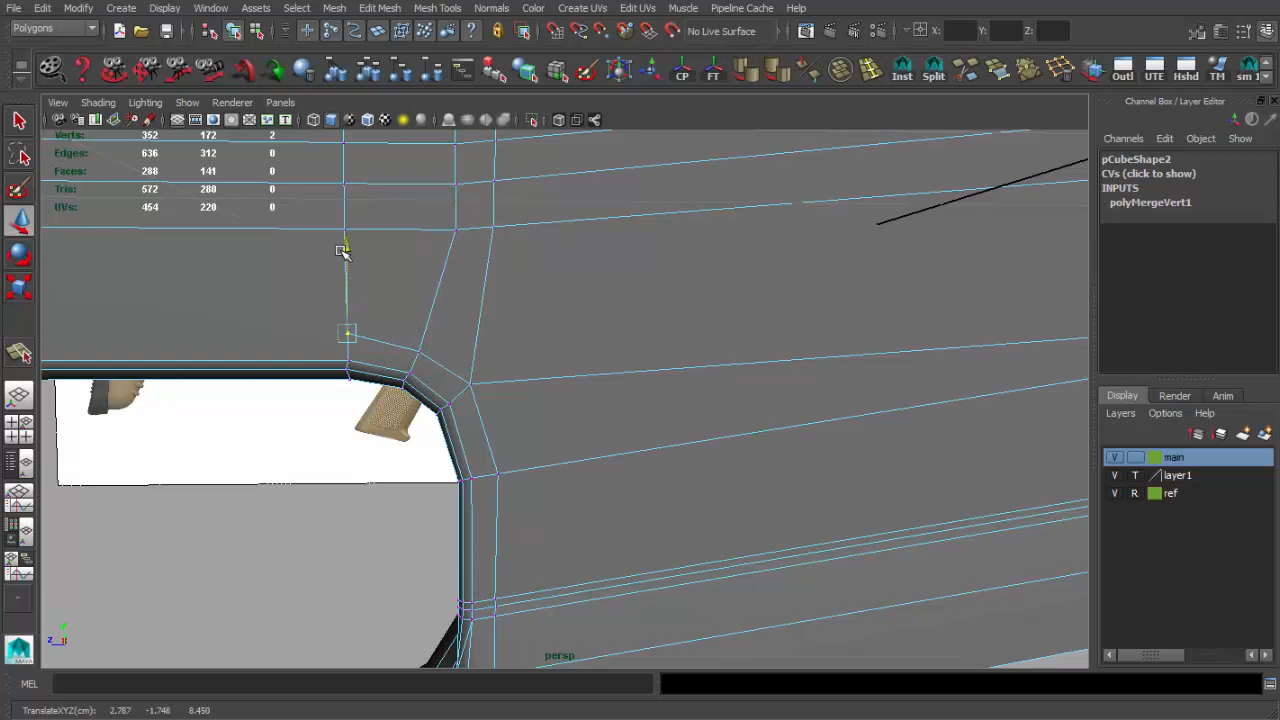 File Edit Modify Create Display Window Assets Select Mesh Edit Mesh Mesh Tools Normals Color Create UVs Edit UVs Muscle Pipeline Cache Help
Polygons
No Live Surface
X:
Y:
Z:
CP
FT
Inst
Split
Outl
UTE
Hshd
TM
sm 1
View Shading Lighting Show Renderer Panels
Channel Box / Layer Editor
Channels Edit Object Show
Verts: 352 172 2
Edges: 636 312 0
Faces: 288 141 0
Tris: 572 280 0
UVs: 454 220 0
pCubeShape2
CVs (click to show)
INPUTS
polyMergeVert1
Display Render Anim
Layers Options Help
V main
V T layer1
V R ref
z
persp
MEL
TranslateXYZ(cm): 2.787 -1.748 8.450